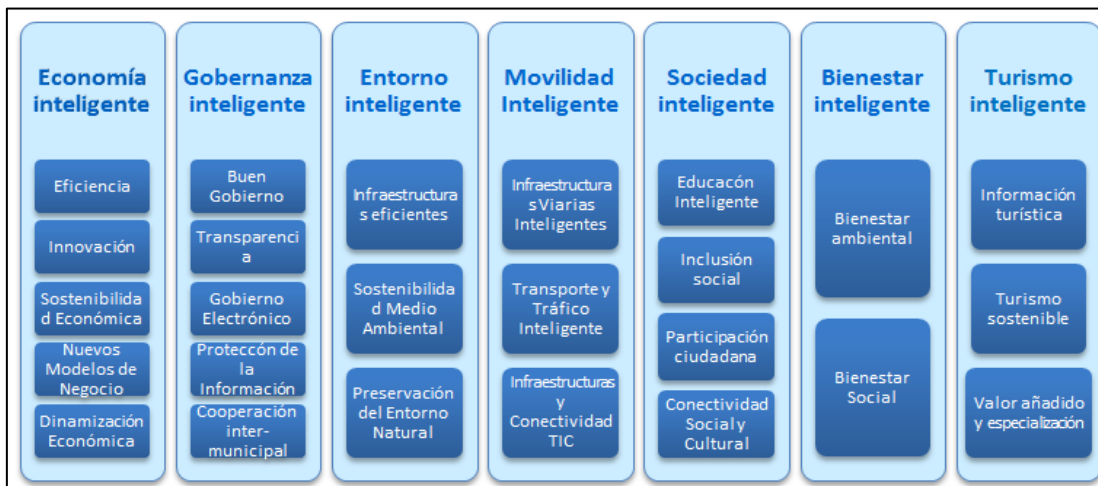 Economía
inteligente
Eficiencia
Innovación
Sostenibilida
d Económica
Nuevos
Modelos de
Negocio
Dinamización
Económica
Gobernanza
inteligente
Buen
Gobierno
Transparenci
a
Gobierno
Electrónico
Proteccón de
la
Información
Cooperación
inter-
municipal
Entorno
inteligente
Infraestructura
s eficientes
Sostenibilida
d Medio
Ambiental
Preservación
del Entorno
Natural
Movilidad
Inteligente
Infraestructura
s Viarias
Inteligentes
Transporte y
Tráfico
Inteligente
Infraestructuras
y
Conectividad
TIC
Sociedad
inteligente
Educacón
Inteligente
Inclusión
social
Participación
ciudadana
Conectividad
Social y
Cultural
Bienestar
inteligente
Bienestar
ambiental
Bienestar
Social
Turismo
inteligente
Información
turística
Turismo
sostenible
Valor añadido
y especialización